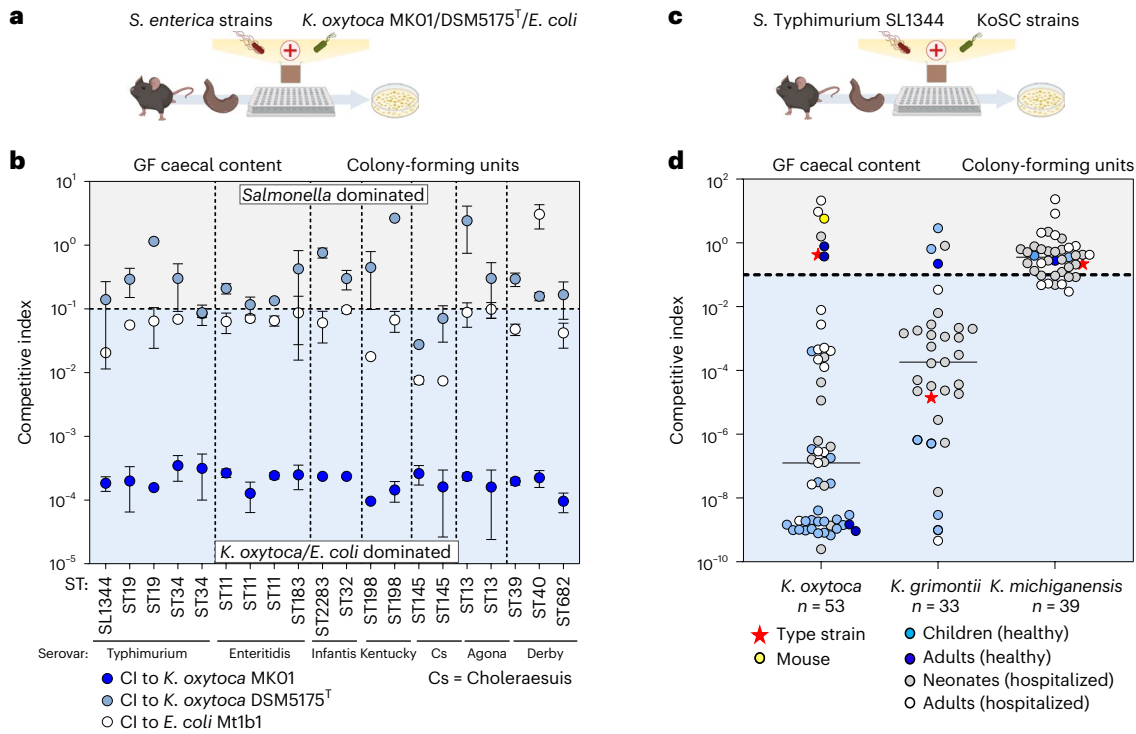 a
S. enterica strains
K. oxytoca MK01/DSM5175ᵀ/E. coli
b
GF caecal content
Colony-forming units
Competitive index
10¹
10⁰
10⁻¹
10⁻²
10⁻³
10⁻⁴
10⁻⁵
Salmonella dominated
K. oxytoca/E. coli dominated
ST:
SL1344
ST19
ST19
ST34
ST34
ST11
ST11
ST11
ST183
ST2283
ST32
ST198
ST198
ST145
ST145
ST13
ST13
ST39
ST40
ST682
Serovar: Typhimurium Enteritidis Infantis Kentucky Cs Agona Derby
CI to K. oxytoca MK01
Cs = Choleraesuis
CI to K. oxytoca DSM5175ᵀ
CI to E. coli Mt1b1
c
S. Typhimurium SL1344
KoSC strains
d
GF caecal content
Colony-forming units
Competitive index
10²
10⁰
10⁻²
10⁻⁴
10⁻⁶
10⁻⁸
10⁻¹⁰
K. oxytoca
n = 53
K. grimontii
n = 33
K. michiganensis
n = 39
Type strain
Mouse
Children (healthy)
Adults (healthy)
Neonates (hospitalized)
Adults (hospitalized)